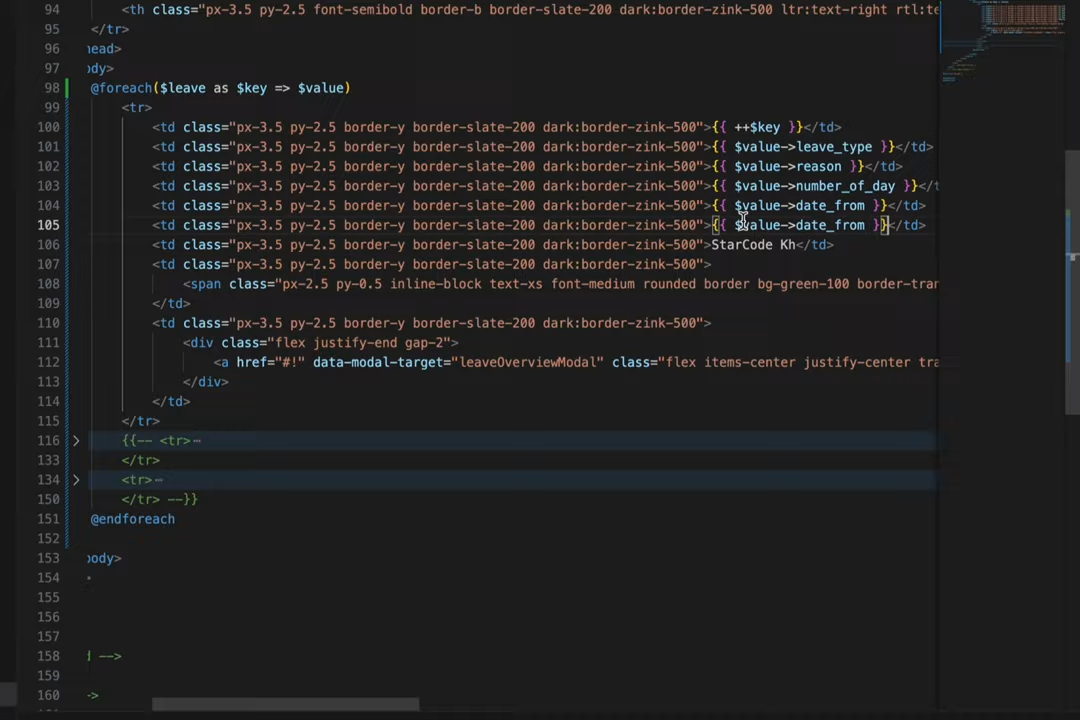 94 <th class="px-3.5 py-2.5 font-semibold border-b border-slate-200 dark:border-zink-500 ltr:text-right rtl:te
95 </tr>
96 head>
97 ody>
98 @foreach($leave as $key => $value)
99 <tr>
100 <td class="px-3.5 py-2.5 border-y border-slate-200 dark:border-zink-500">{{ ++$key }}</td>
101 <td class="px-3.5 py-2.5 border-y border-slate-200 dark:border-zink-500">{{ $value->leave_type }}</td>
102 <td class="px-3.5 py-2.5 border-y border-slate-200 dark:border-zink-500">{{ $value->reason }}</td>
103 <td class="px-3.5 py-2.5 border-y border-slate-200 dark:border-zink-500">{{ $value->number_of_day }}</t
104 <td class="px-3.5 py-2.5 border-y border-slate-200 dark:border-zink-500">{{ $value->date_from }}</td>
105 <td class="px-3.5 py-2.5 border-y border-slate-200 dark:border-zink-500">{{ $value->date_from }}</td>
106 <td class="px-3.5 py-2.5 border-y border-slate-200 dark:border-zink-500">StarCode Kh</td>
107 <td class="px-3.5 py-2.5 border-y border-slate-200 dark:border-zink-500">
108 <span class="px-2.5 py-0.5 inline-block text-xs font-medium rounded border bg-green-100 border-tran
109 </td>
110 <td class="px-3.5 py-2.5 border-y border-slate-200 dark:border-zink-500">
111 <div class="flex justify-end gap-2">
112 <a href="#!" data-modal-target="leaveOverviewModal" class="flex items-center justify-center tra
113 </div>
114 </td>
115 </tr>
116 {{-- <tr>⋯
133 </tr>
134 <tr>⋯
150 </tr> --}}
151 @endforeach
152
153 body>
154
155
156
157
158 -->
159
160 ->